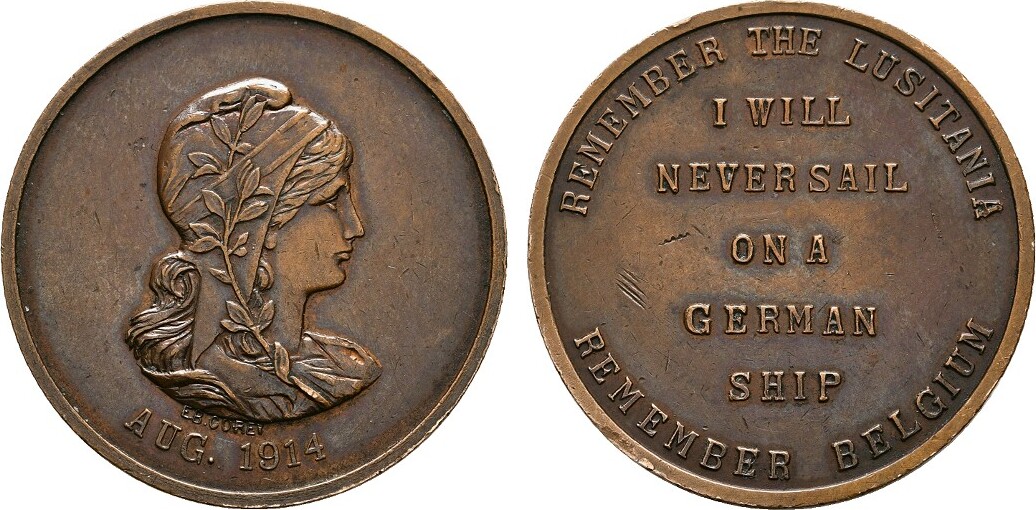 E.B. COREY
AUG. 1914
REMEMBER THE LUSITANIA
I WILL
NEVER SAIL
ON A
GERMAN
SHIP
REMEMBER BELGIUM